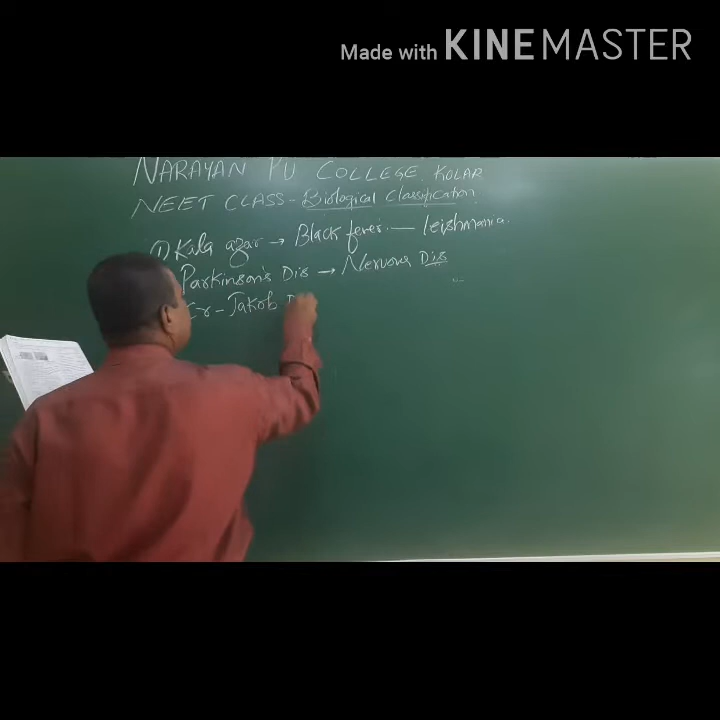 Made with KINEMASTER
NARAYAN PU COLLEGE. KOLAR
NEET CLASS - Biological Classification
① Kala azar → Black fever. — leishmania.
Parkinson's Dis → Nervous Dis
- Jakob